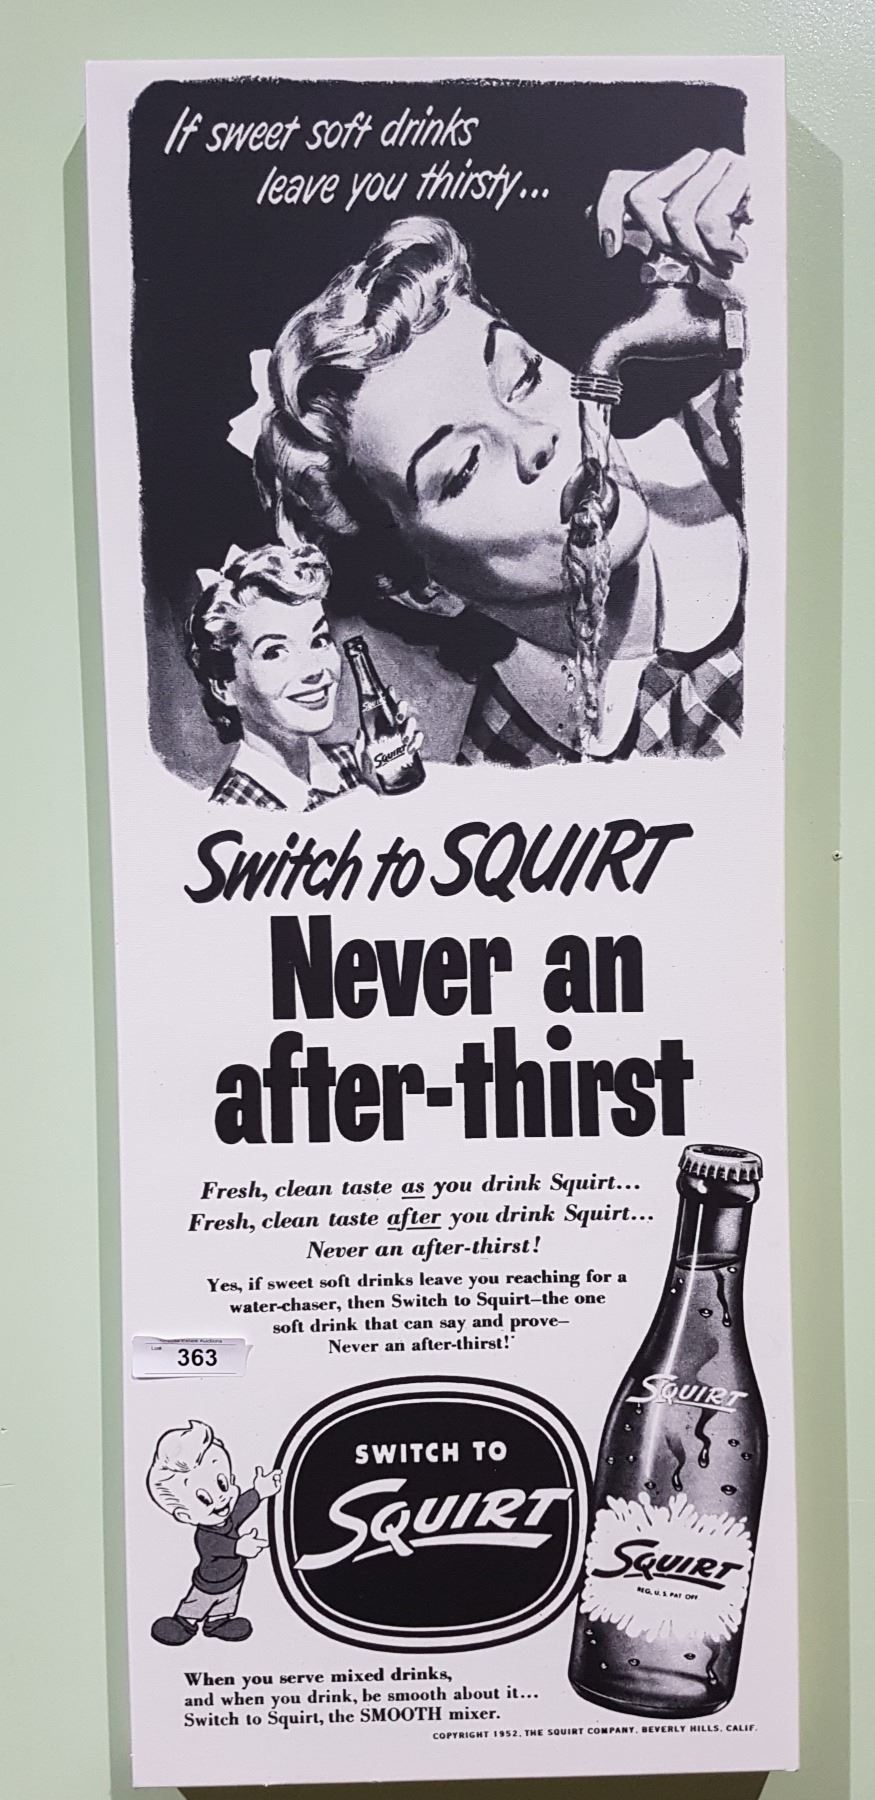 If sweet soft drinks
leave you thirsty...
Squirt
SQUIRT
Switch to SQUIRT
Never an
after-thirst
Fresh, clean taste as you drink Squirt...
Fresh, clean taste after you drink Squirt...
Never an after-thirst!
Yes, if sweet soft drinks leave you reaching for a
water-chaser, then Switch to Squirt—the one
soft drink that can say and prove—
Never an after-thirst!
Lot#
363
SQUIRT
SWITCH TO
SQUIRT
SQUIRT
REG. U. S. PAT OFF
When you serve mixed drinks,
and when you drink, be smooth about it...
Switch to Squirt, the SMOOTH mixer.
COPYRIGHT 1952, THE SQUIRT COMPANY, BEVERLY HILLS, CALIF.